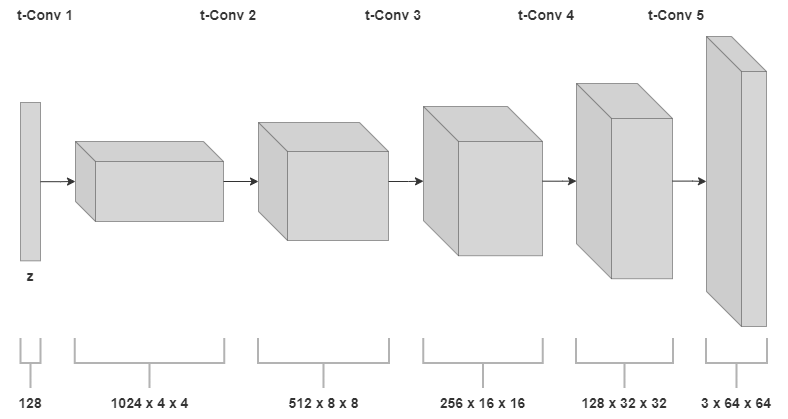 t-Conv 1 t-Conv 2 t-Conv 3 t-Conv 4 t-Conv 5
z
128 1024 x 4 x 4 512 x 8 x 8 256 x 16 x 16 128 x 32 x 32 3 x 64 x 64